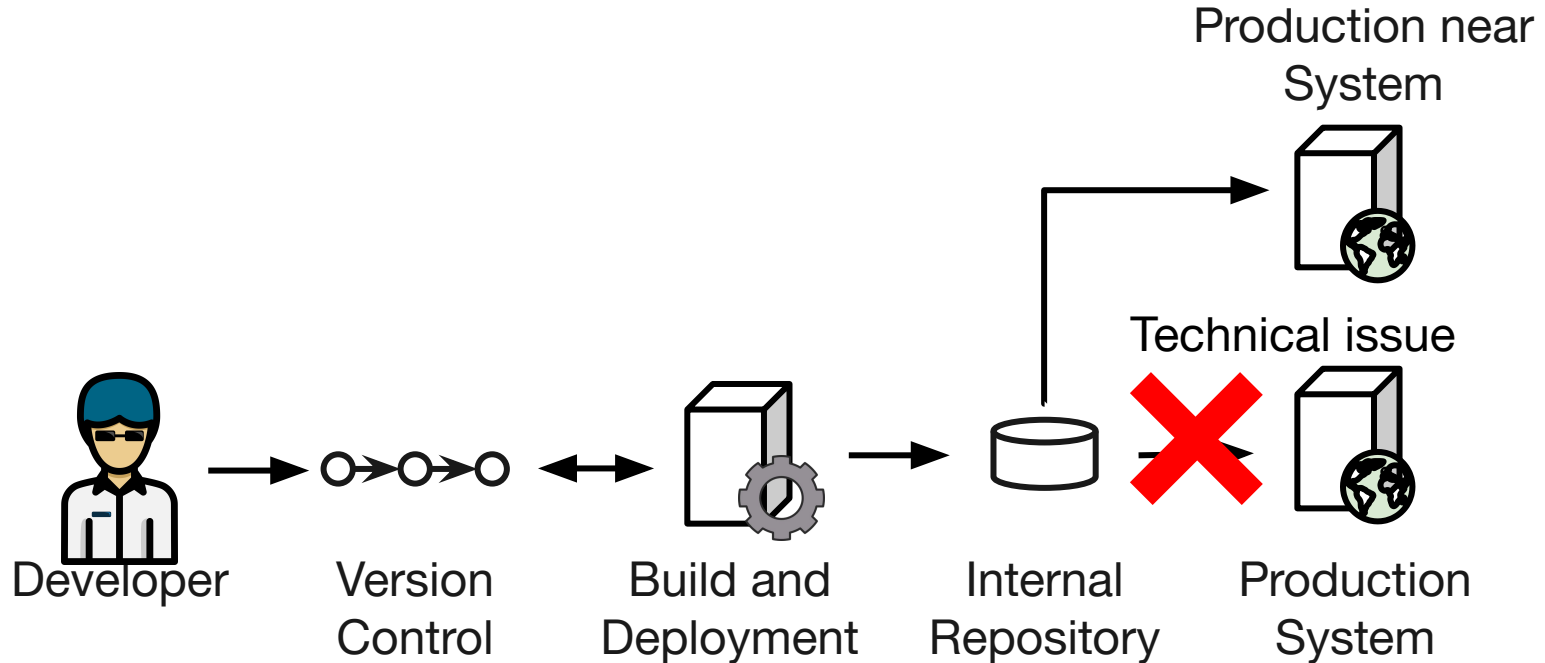 Production near
System
Technical issue
Developer
Version
Control
Build and
Deployment
Internal
Repository
Production
System